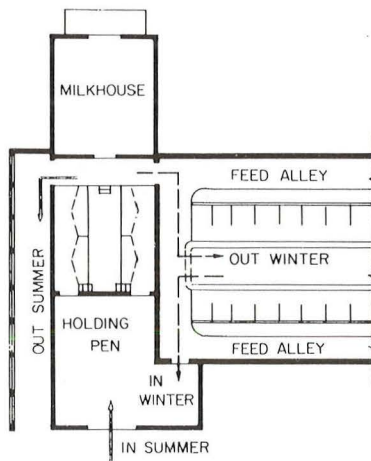 MILKHOUSE
FEED ALLEY
OUT SUMMER
OUT WINTER
HOLDING
PEN
FEED ALLEY
IN
WINTER
IN SUMMER